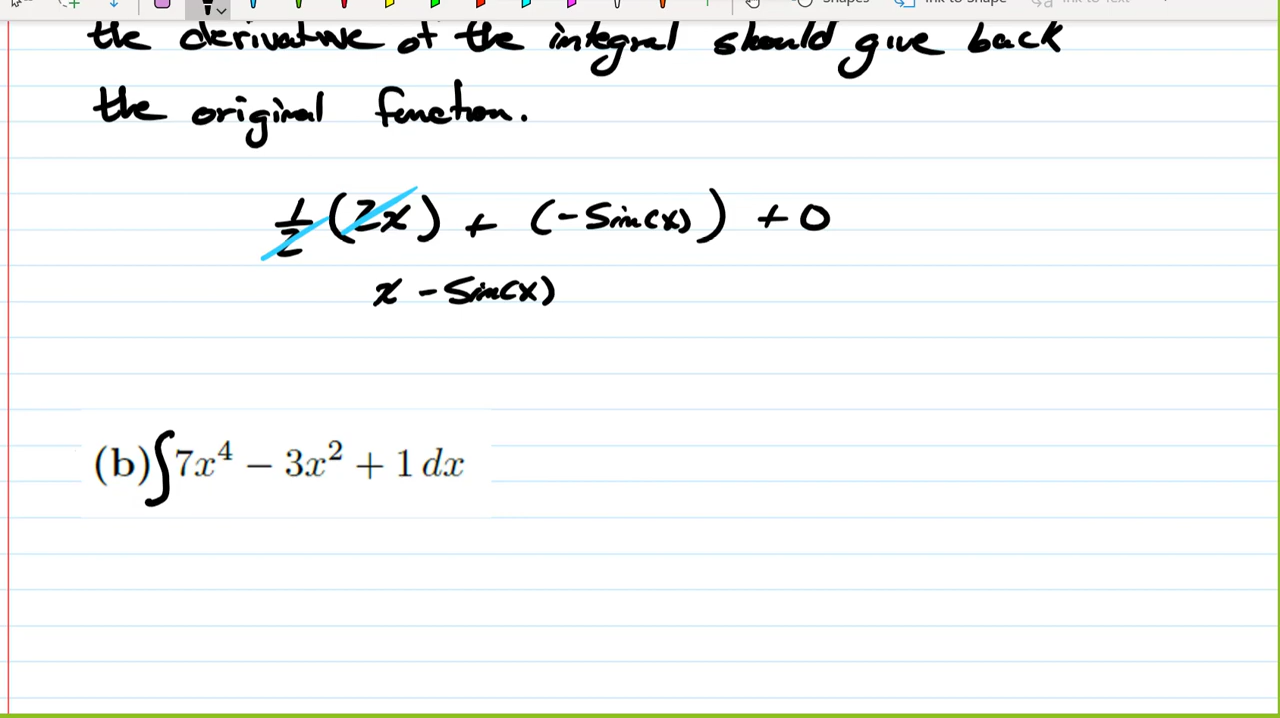 the derivative of the integral should give back
the original function.
1/2 (2x) + (-Sin(x)) + 0
x - Sin(x)
(b) ∫ 7x⁴ − 3x² + 1 dx